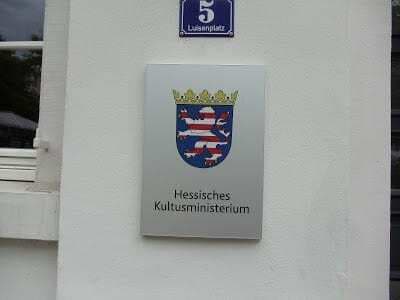 5
Luisenplatz
Hessisches
Kultusministerium